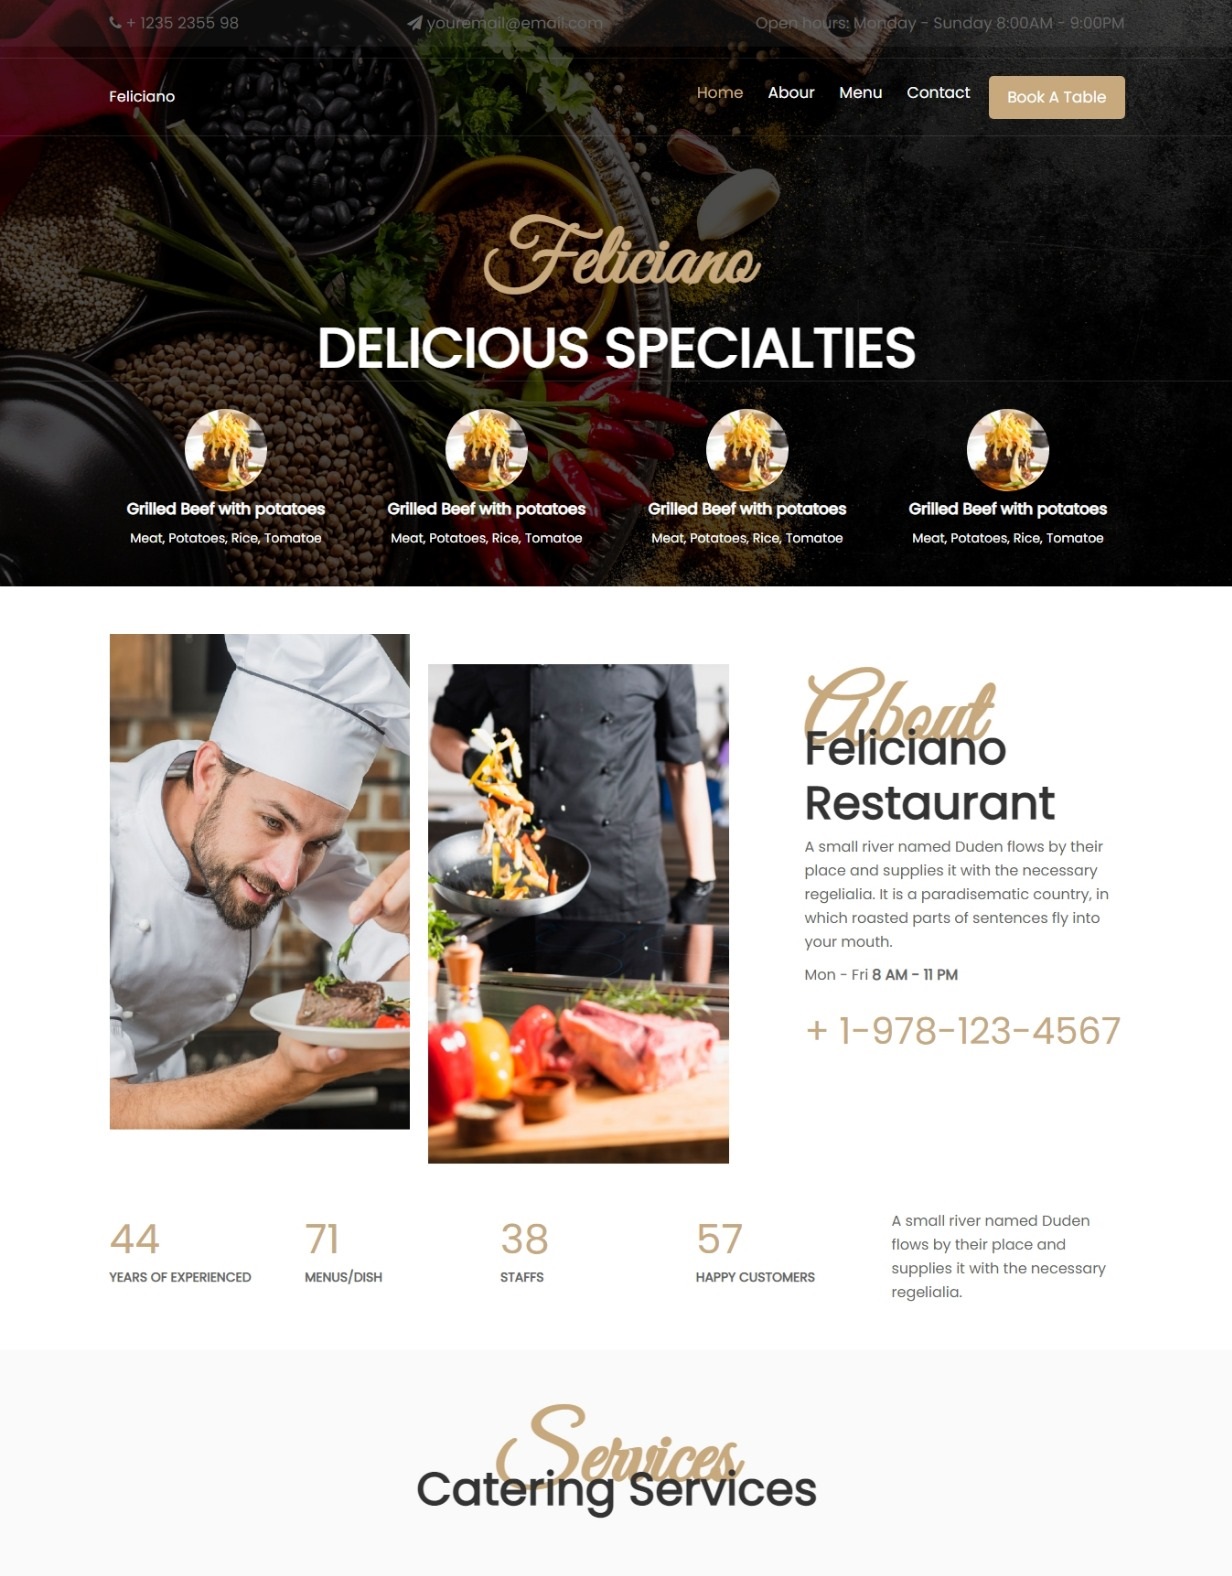 + 1235 2355 98
youremail@email.com
Open hours: Monday - Sunday 8:00AM - 9:00PM
Feliciano
Home
Abour
Menu
Contact
Book A Table
Feliciano
DELICIOUS SPECIALTIES
Grilled Beef with potatoes
Meat, Potatoes, Rice, Tomatoe
Grilled Beef with potatoes
Meat, Potatoes, Rice, Tomatoe
Grilled Beef with potatoes
Meat, Potatoes, Rice, Tomatoe
Grilled Beef with potatoes
Meat, Potatoes, Rice, Tomatoe
About
Feliciano
Restaurant
A small river named Duden flows by their
place and supplies it with the necessary
regelialia. It is a paradisematic country, in
which roasted parts of sentences fly into
your mouth.
Mon - Fri 8 AM - 11 PM
+ 1-978-123-4567
44
YEARS OF EXPERIENCED
71
MENUS/DISH
38
STAFFS
57
HAPPY CUSTOMERS
A small river named Duden
flows by their place and
supplies it with the necessary
regelialia.
Services
Catering Services